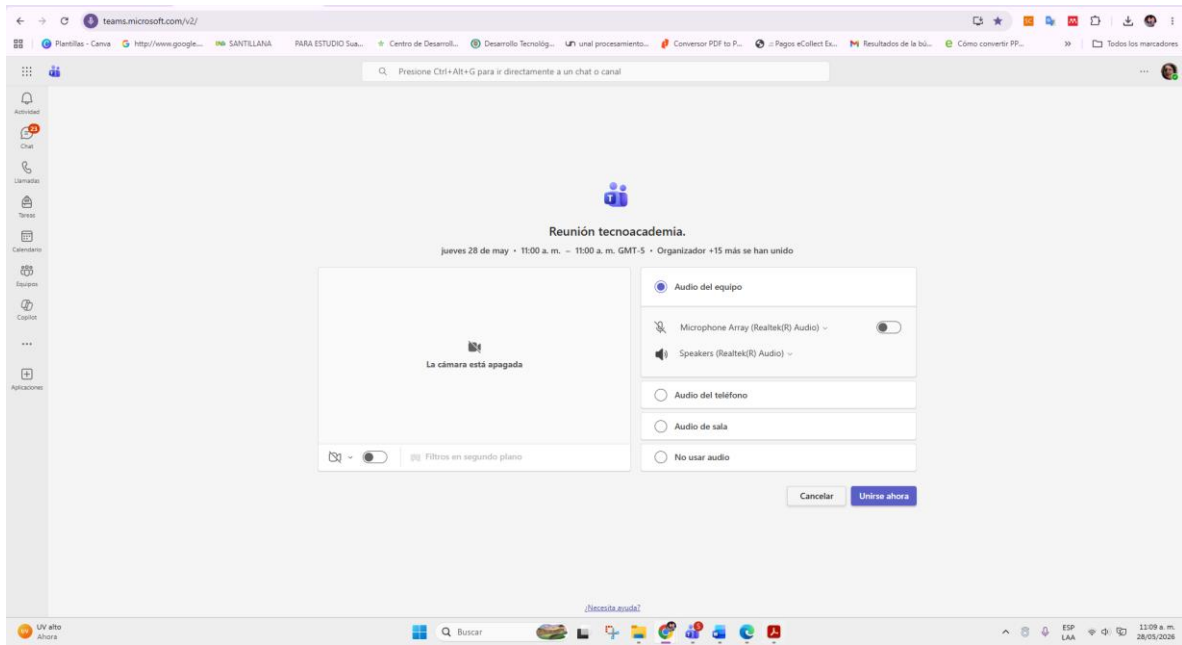 teams.microsoft.com/v2/
Plantillas - Canva
http://www.google...
SANTILLANA
PARA ESTUDIO Sua...
Centro de Desarroll...
Desarrollo Tecnológ...
unal procesamiento...
Conversor PDF to P...
.:: Pagos eCollect Ex...
Resultados de la bú...
Cómo convertir PP...
Todos los marcadores
Presione Ctrl+Alt+G para ir directamente a un chat o canal
Actividad
23
Chat
Llamadas
Tareas
Calendario
Equipos
Copilot
Aplicaciones
Reunión tecnoacademia.
jueves 28 de may • 11:00 a. m. – 11:00 a. m. GMT-5 • Organizador +15 más se han unido
La cámara está apagada
Filtros en segundo plano
Audio del equipo
Microphone Array (Realtek(R) Audio)
Speakers (Realtek(R) Audio)
Audio del teléfono
Audio de sala
No usar audio
Cancelar
Unirse ahora
¿Necesita ayuda?
UV alto
Ahora
Buscar
ESP
LAA
11:09 a. m.
28/05/2026